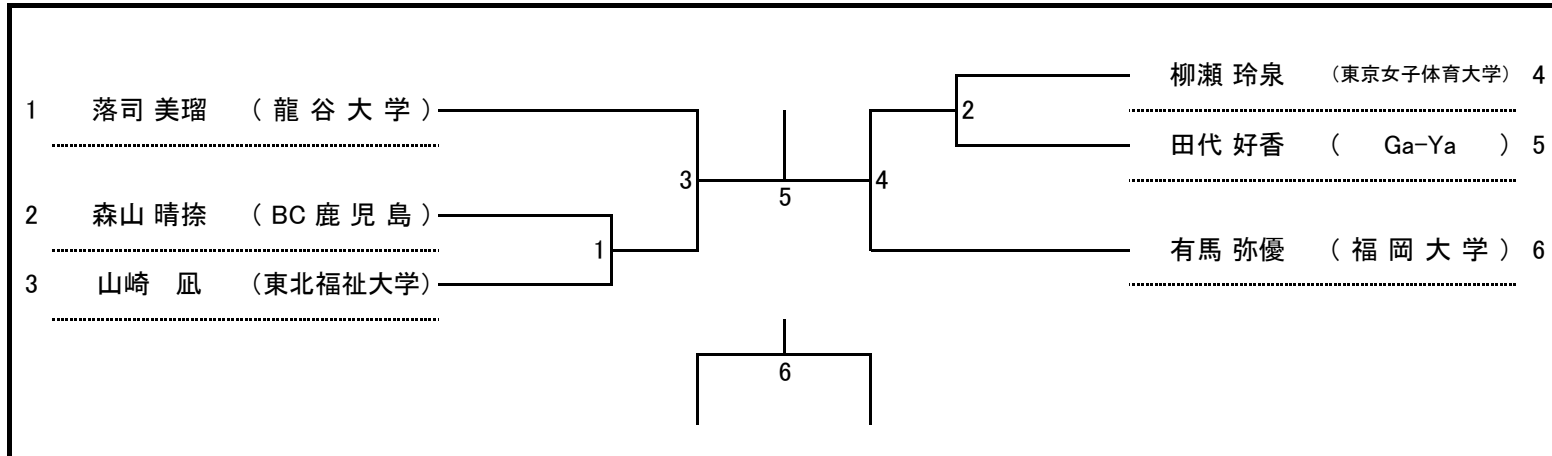 1 落司 美瑠 （ 龍 谷 大 学 ）
2 森山 晴捺 （ BC 鹿 児 島 ）
3 山崎　凪 （東北福祉大学）
1
3
5
4
2
柳瀬 玲泉 （東京女子体育大学） 4
田代 好香 （ Ga-Ya ） 5
有馬 弥優 （ 福 岡 大 学 ） 6
6